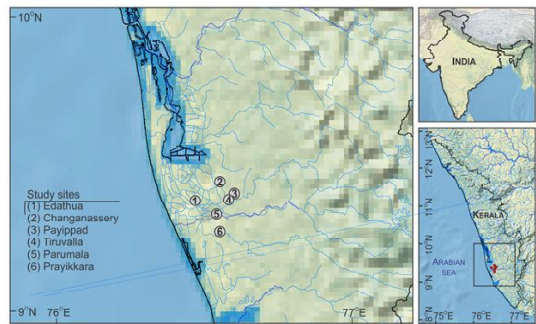 10°N
Study sites
(1) Edathua
(2) Changanassery
(3) Payippad
(4) Tiruvalla
(5) Parumala
(6) Prayikkara
2
3
1
4
5
6
9°N 76°E 77°E
INDIA
13°N
12°N
11°N
10°N
9°N
8°N
KERALA
ARABIAN
SEA
75°E 76°E 77°E